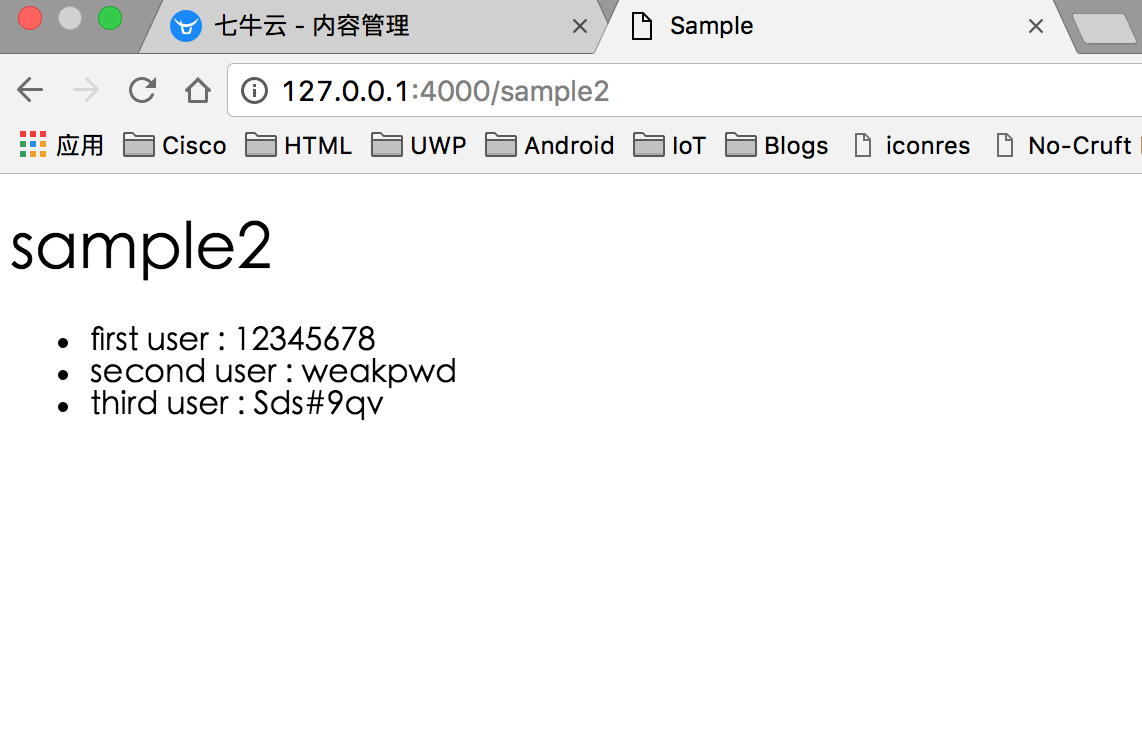 七牛云 - 内容管理
Sample
127.0.0.1:4000/sample2
应用 Cisco HTML UWP Android IoT Blogs iconres No-Cruft
sample2
• first user : 12345678
• second user : weakpwd
• third user : Sds#9qv